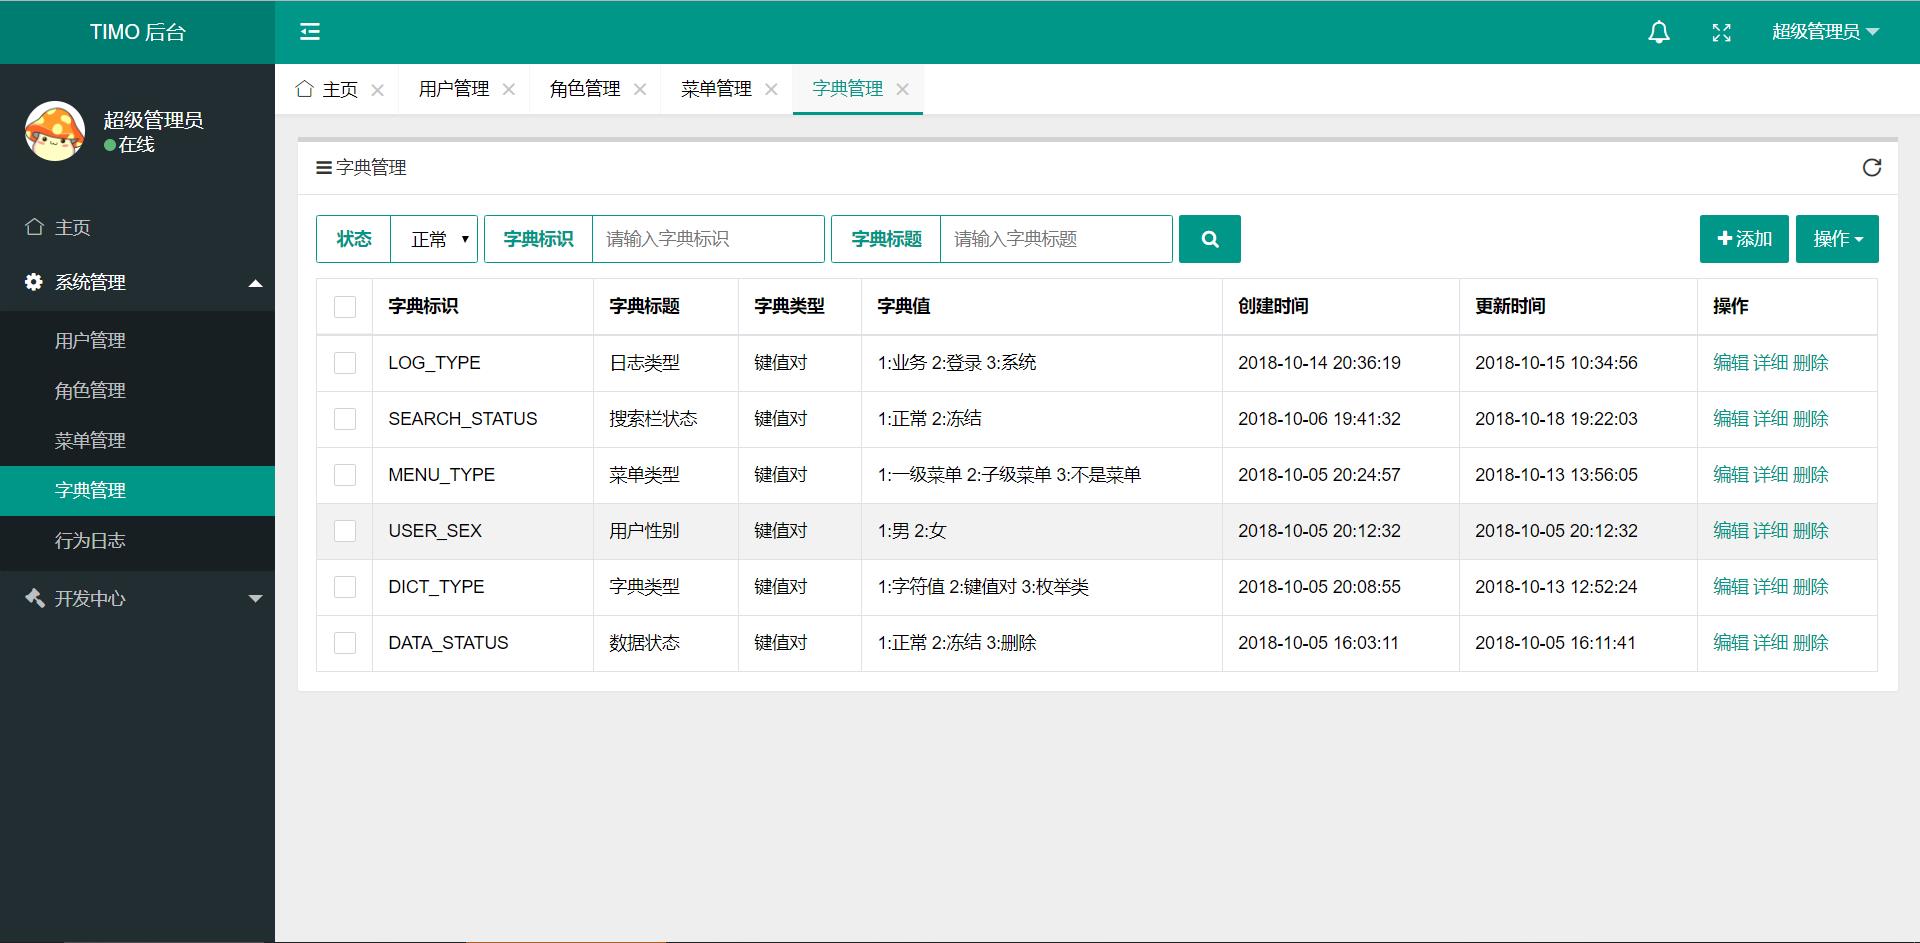 TIMO 后台
超级管理员
主页 用户管理 角色管理 菜单管理 字典管理
超级管理员
在线
主页
系统管理
用户管理
角色管理
菜单管理
字典管理
行为日志
开发中心
字典管理
状态 正常 字典标识 请输入字典标识 字典标题 请输入字典标题 添加 操作
字典标识 字典标题 字典类型 字典值 创建时间 更新时间 操作
LOG_TYPE 日志类型 键值对 1:业务 2:登录 3:系统 2018-10-14 20:36:19 2018-10-15 10:34:56 编辑 详细 删除
SEARCH_STATUS 搜索栏状态 键值对 1:正常 2:冻结 2018-10-06 19:41:32 2018-10-18 19:22:03 编辑 详细 删除
MENU_TYPE 菜单类型 键值对 1:一级菜单 2:子级菜单 3:不是菜单 2018-10-05 20:24:57 2018-10-13 13:56:05 编辑 详细 删除
USER_SEX 用户性别 键值对 1:男 2:女 2018-10-05 20:12:32 2018-10-05 20:12:32 编辑 详细 删除
DICT_TYPE 字典类型 键值对 1:字符值 2:键值对 3:枚举类 2018-10-05 20:08:55 2018-10-13 12:52:24 编辑 详细 删除
DATA_STATUS 数据状态 键值对 1:正常 2:冻结 3:删除 2018-10-05 16:03:11 2018-10-05 16:11:41 编辑 详细 删除